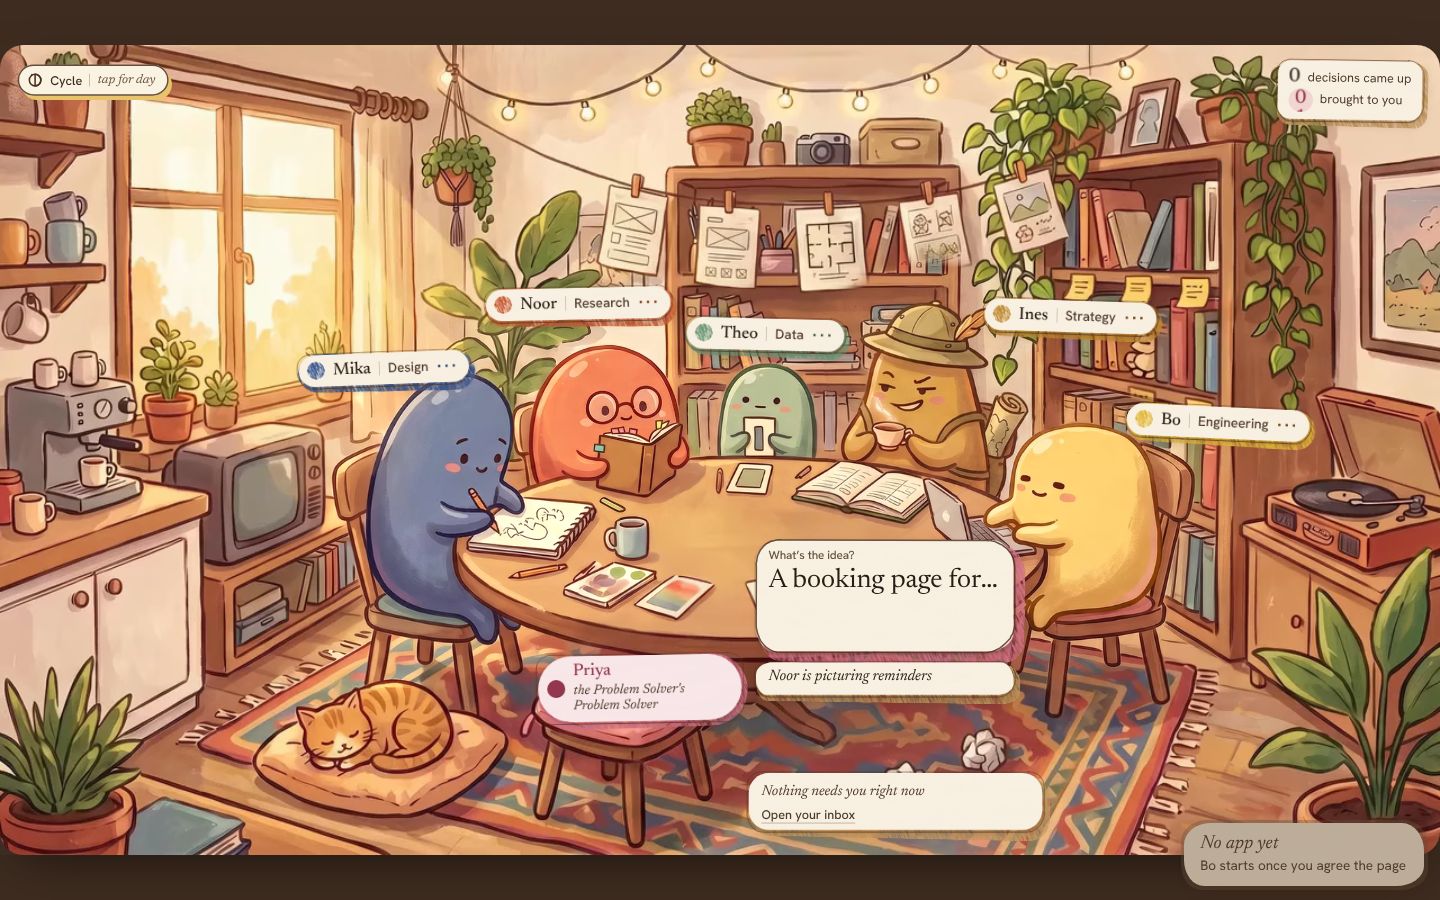 Cycle tap for day
0 decisions came up
0 brought to you
Noor Research
Theo Data
Ines Strategy
Mika Design
Bo Engineering
What's the idea?
A booking page for...
Priya
the Problem Solver's
Problem Solver
Noor is picturing reminders
Nothing needs you right now
Open your inbox
No app yet
Bo starts once you agree the page